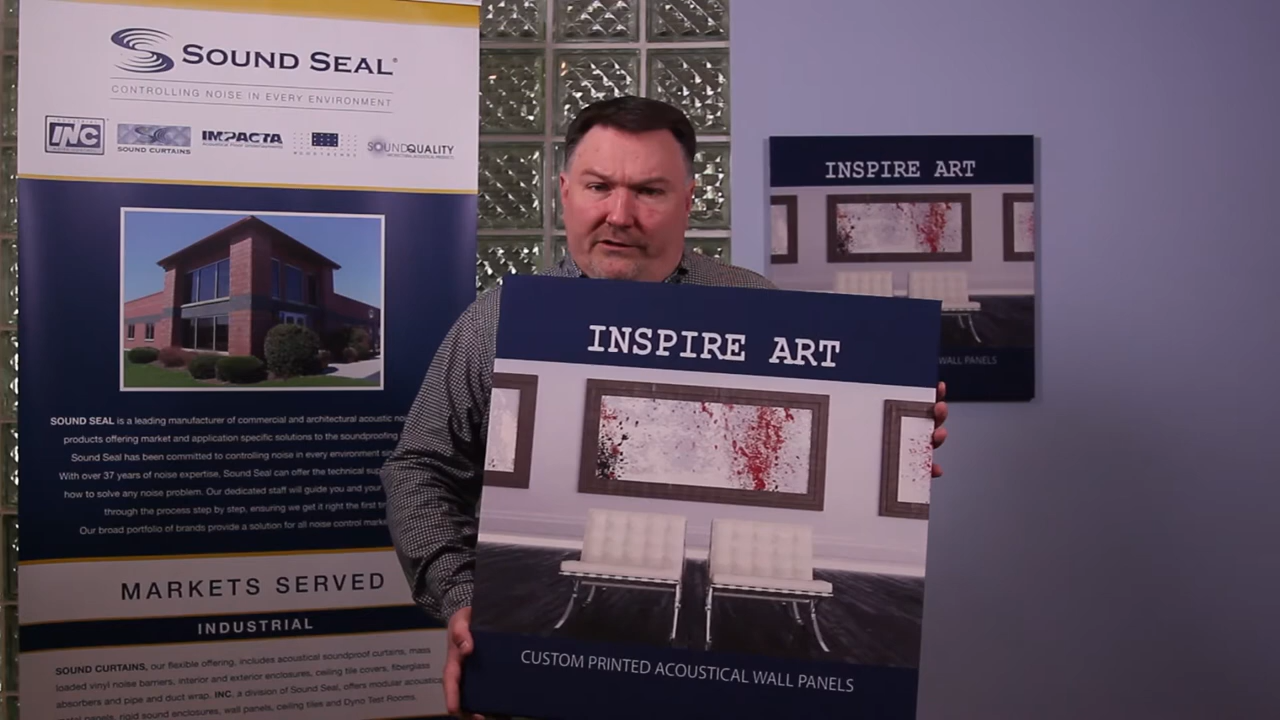 SOUND SEAL®
CONTROLLING NOISE IN EVERY ENVIRONMENT
INDUSTRIAL
INC
SOUND CURTAINS
IMPACTA
SOUNDQUALITY
SOUND SEAL is a leading manufacturer of commercial and architectural acoustic
products offering market and application specific solutions to the soundproofing
Sound Seal has been committed to controlling noise in every environment
With over 37 years of noise expertise, Sound Seal can offer the technical
how to solve any noise problem. Our dedicated staff will guide you and your
through the process step by step, ensuring we get it right the first
Our broad portfolio of brands provide a solution for all noise control
MARKETS SERVED
INDUSTRIAL
SOUND CURTAINS, our flexible offering, includes acoustical soundproof curtains, mass
loaded vinyl noise barriers, interior and exterior enclosures, ceiling tile covers, fiberglass
absorbers and pipe and duct wrap. INC, a division of Sound Seal, offers modular
metal panels, rigid sound enclosures, wall panels, ceiling tiles and Dyno Test Rooms.
INSPIRE ART
CUSTOM PRINTED ACOUSTICAL WALL PANELS
INSPIRE ART
WALL PANELS